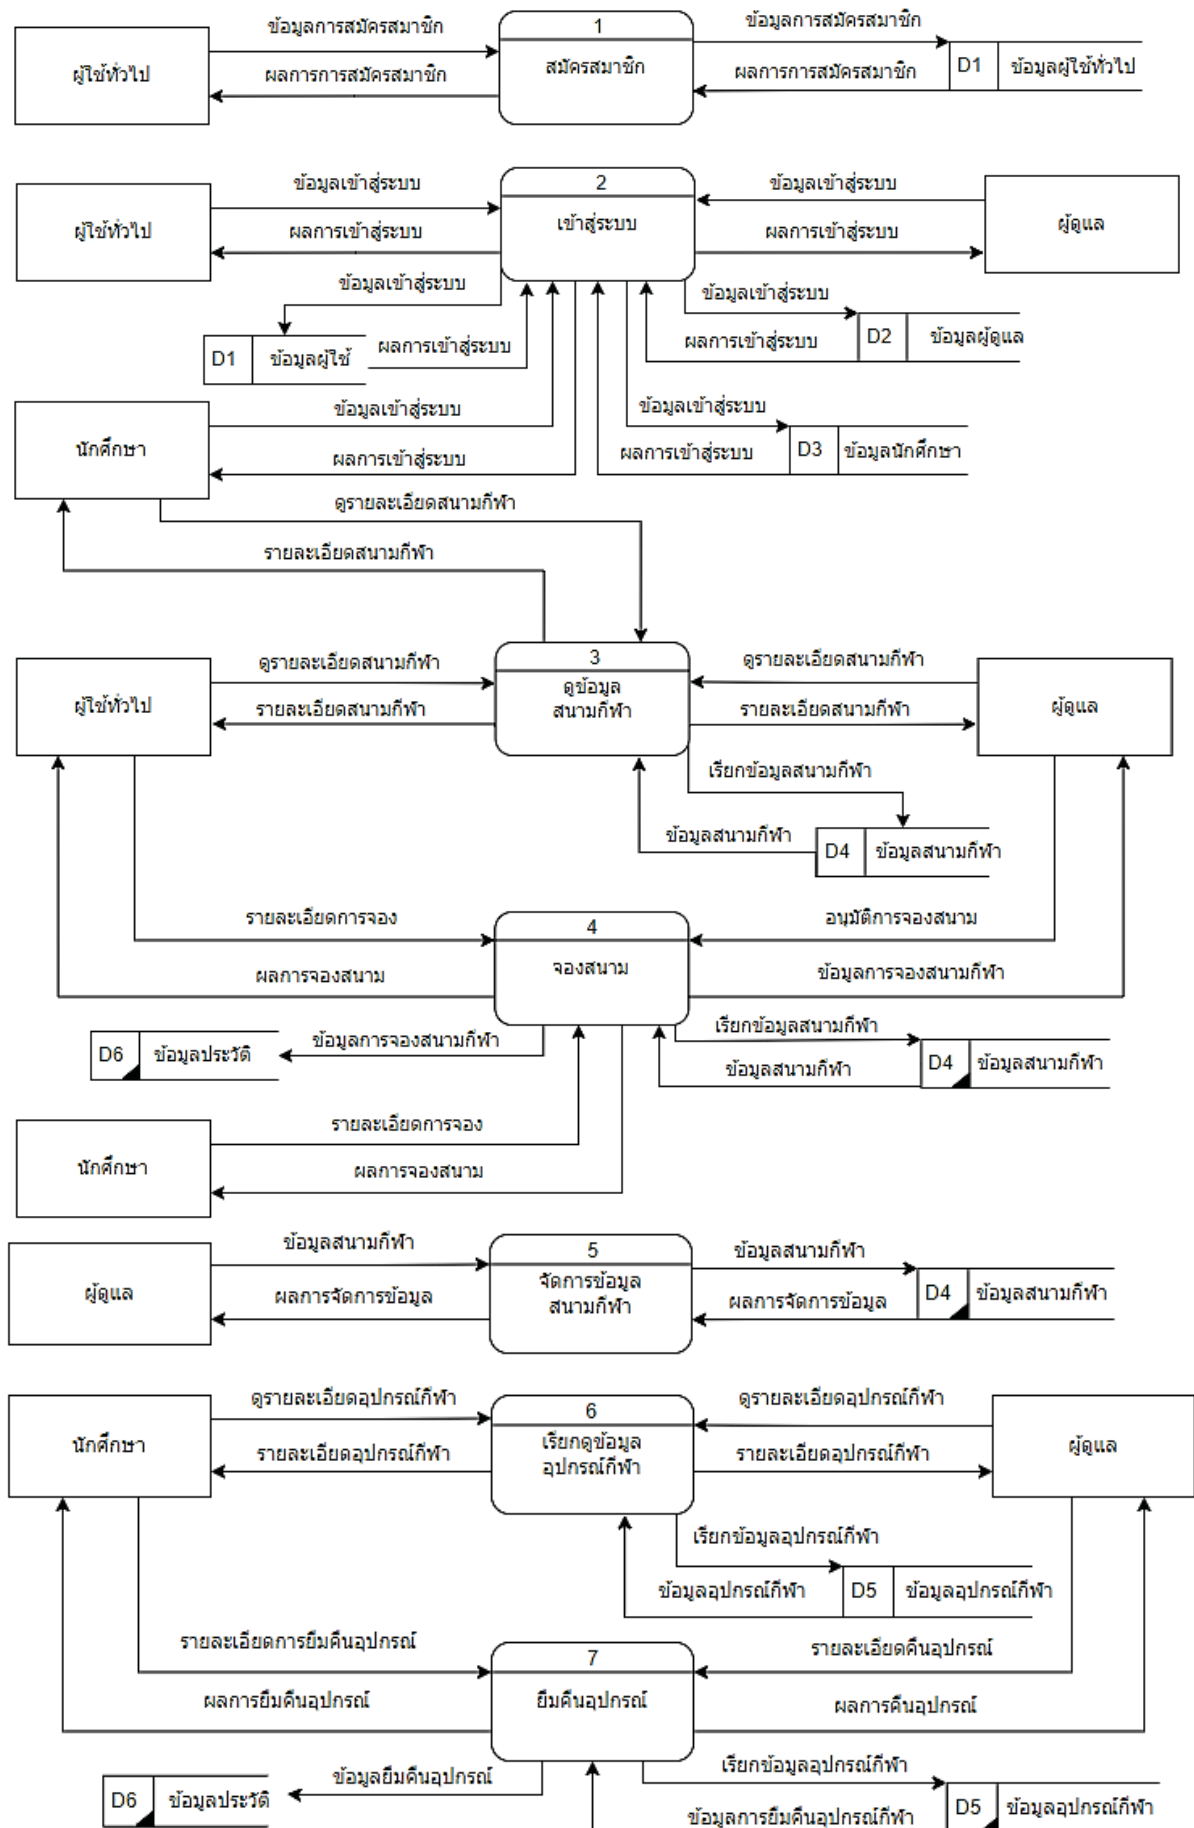 ข้อมูลการสมัครสมาชิก
1
ข้อมูลการสมัครสมาชิก
ผู้ใช้ทั่วไป
ผลการการสมัครสมาชิก
สมัครสมาชิก
ผลการการสมัครสมาชิก
D1
ข้อมูลผู้ใช้ทั่วไป
ข้อมูลเข้าสู่ระบบ
2
ข้อมูลเข้าสู่ระบบ
ผู้ใช้ทั่วไป
ผลการเข้าสู่ระบบ
เข้าสู่ระบบ
ผลการเข้าสู่ระบบ
ผู้ดูแล
ข้อมูลเข้าสู่ระบบ
ข้อมูลเข้าสู่ระบบ
D1
ข้อมูลผู้ใช้
ผลการเข้าสู่ระบบ
ผลการเข้าสู่ระบบ
D2
ข้อมูลผู้ดูแล
ข้อมูลเข้าสู่ระบบ
ข้อมูลเข้าสู่ระบบ
นักศึกษา
ผลการเข้าสู่ระบบ
ผลการเข้าสู่ระบบ
D3
ข้อมูลนักศึกษา
ดูรายละเอียดสนามกีฬา
รายละเอียดสนามกีฬา
ดูรายละเอียดสนามกีฬา
3
ดูรายละเอียดสนามกีฬา
ผู้ใช้ทั่วไป
รายละเอียดสนามกีฬา
ดูข้อมูล
สนามกีฬา
รายละเอียดสนามกีฬา
ผู้ดูแล
เรียกข้อมูลสนามกีฬา
ข้อมูลสนามกีฬา
D4
ข้อมูลสนามกีฬา
รายละเอียดการจอง
4
อนุมัติการจองสนาม
ผลการจองสนาม
จองสนาม
ข้อมูลการจองสนามกีฬา
D6
ข้อมูลประวัติ
ข้อมูลการจองสนามกีฬา
เรียกข้อมูลสนามกีฬา
ข้อมูลสนามกีฬา
D4
ข้อมูลสนามกีฬา
รายละเอียดการจอง
นักศึกษา
ผลการจองสนาม
ข้อมูลสนามกีฬา
5
ข้อมูลสนามกีฬา
ผู้ดูแล
ผลการจัดการข้อมูล
จัดการข้อมูล
สนามกีฬา
ผลการจัดการข้อมูล
D4
ข้อมูลสนามกีฬา
ดูรายละเอียดอุปกรณ์กีฬา
6
ดูรายละเอียดอุปกรณ์กีฬา
นักศึกษา
รายละเอียดอุปกรณ์กีฬา
เรียกดูข้อมูล
อุปกรณ์กีฬา
รายละเอียดอุปกรณ์กีฬา
ผู้ดูแล
เรียกข้อมูลอุปกรณ์กีฬา
ข้อมูลอุปกรณ์กีฬา
D5
ข้อมูลอุปกรณ์กีฬา
รายละเอียดการยืมคืนอุปกรณ์
7
รายละเอียดคืนอุปกรณ์
ผลการยืมคืนอุปกรณ์
ยืมคืนอุปกรณ์
ผลการคืนอุปกรณ์
D6
ข้อมูลประวัติ
ข้อมูลยืมคืนอุปกรณ์
เรียกข้อมูลอุปกรณ์กีฬา
ข้อมูลการยืมคืนอุปกรณ์กีฬา
D5
ข้อมูลอุปกรณ์กีฬา